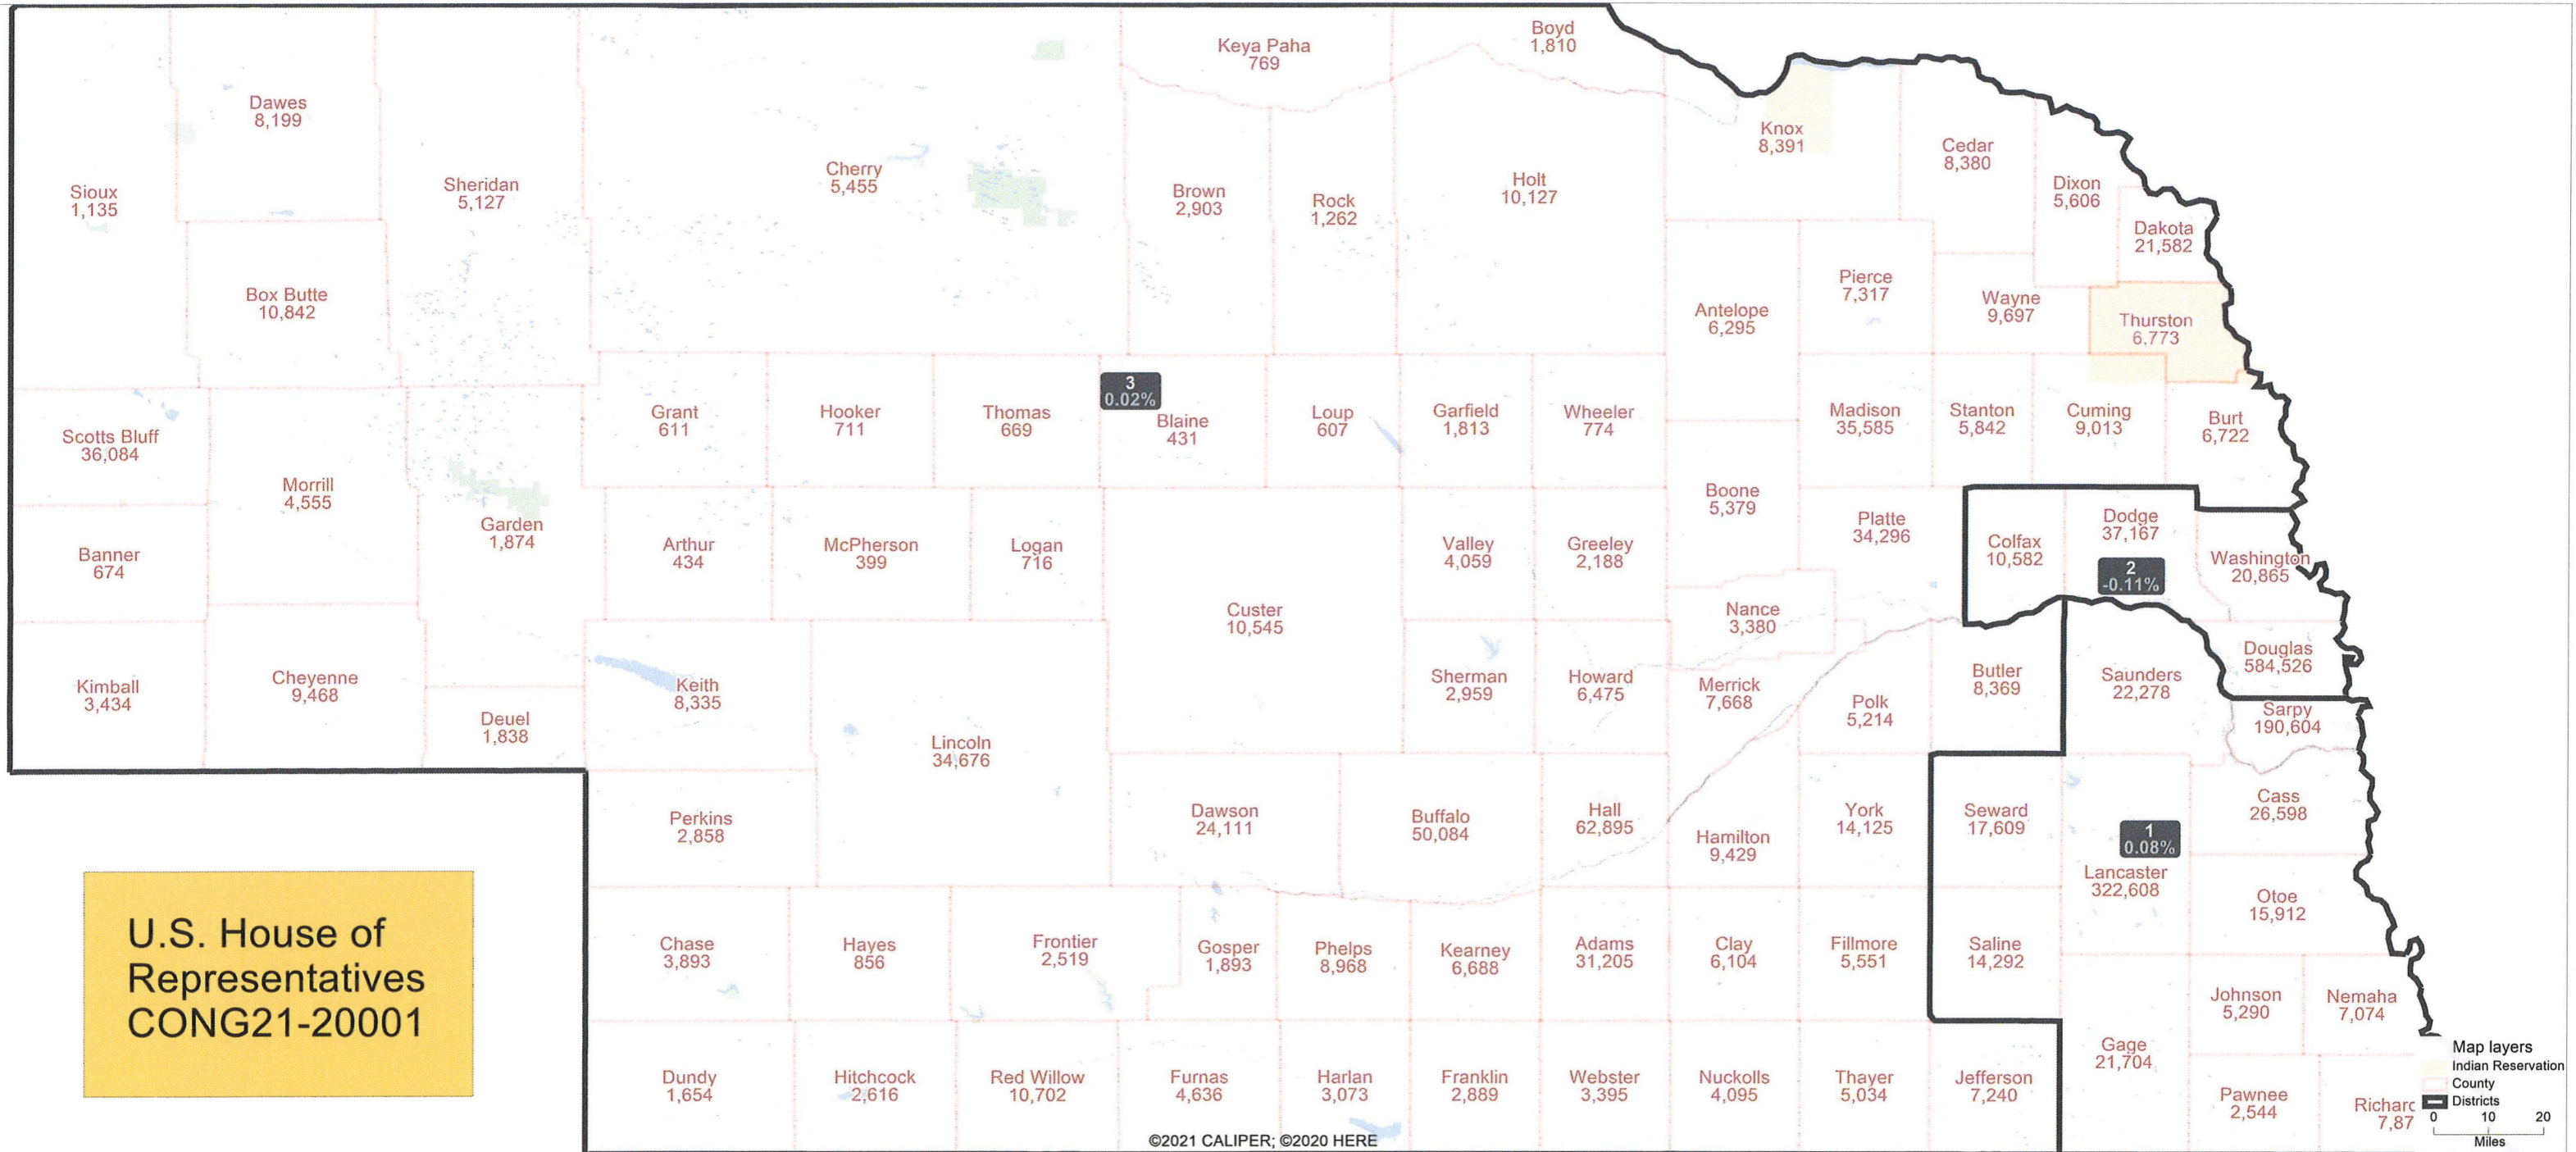 Boyd
1,810
Keya Paha
769
Dawes
8,199
Knox
8,391
Cedar
8,380
Cherry
5,455
Holt
10,127
Sheridan
5,127
Dixon
5,606
Sioux
1,135
Brown
2,903
Rock
1,262
Dakota
21,582
Pierce
7,317
Box Butte
10,842
Wayne
9,697
Antelope
6,295
Thurston
6,773
3
0.02%
Grant
611
Hooker
711
Thomas
669
Blaine
431
Loup
607
Garfield
1,813
Wheeler
774
Madison
35,585
Stanton
5,842
Cuming
9,013
Burt
6,722
Scotts Bluff
36,084
Morrill
4,555
Boone
5,379
Garden
1,874
Platte
34,296
Dodge
37,167
Colfax
10,582
Arthur
434
McPherson
399
Logan
716
Valley
4,059
Greeley
2,188
Banner
674
Washington
20,865
2
-0.11%
Custer
10,545
Nance
3,380
Douglas
584,526
Kimball
3,434
Cheyenne
9,468
Keith
8,335
Sherman
2,959
Howard
6,475
Merrick
7,668
Butler
8,369
Saunders
22,278
Polk
5,214
Sarpy
190,604
Deuel
1,838
Lincoln
34,676
Perkins
2,858
Dawson
24,111
Buffalo
50,084
Hall
62,895
Hamilton
9,429
York
14,125
Seward
17,609
Cass
26,598
1
0.08%
Lancaster
322,608
Otoe
15,912
U.S. House of
Representatives
CONG21-20001
Chase
3,893
Hayes
856
Frontier
2,519
Gosper
1,893
Phelps
8,968
Kearney
6,688
Adams
31,205
Clay
6,104
Fillmore
5,551
Saline
14,292
Johnson
5,290
Nemaha
7,074
Gage
21,704
Dundy
1,654
Hitchcock
2,616
Red Willow
10,702
Furnas
4,636
Harlan
3,073
Franklin
2,889
Webster
3,395
Nuckolls
4,095
Thayer
5,034
Jefferson
7,240
Pawnee
2,544
Richard
7,87
Map layers
Indian Reservation
County
Districts
0 10 20
Miles
©2021 CALIPER; ©2020 HERE